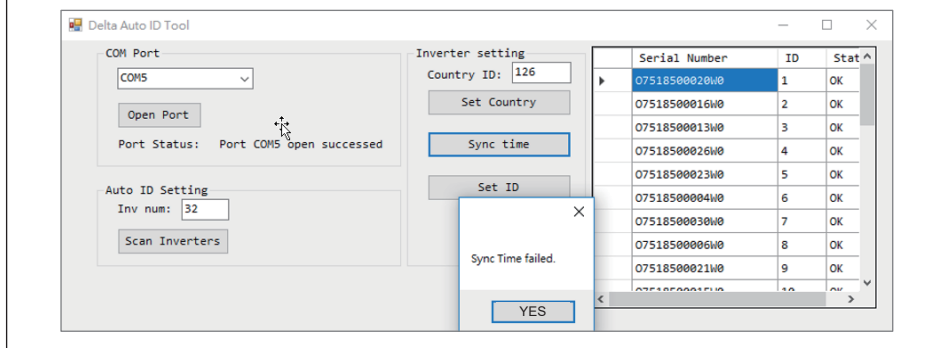 Delta Auto ID Tool
COM Port
COM5
Open Port
Port Status: Port COM5 open successed
Auto ID Setting
Inv num: 32
Scan Inverters
Inverter setting
Country ID: 126
Set Country
Sync time
Set ID
Sync Time failed.
YES
Serial Number ID Stat
O7518500020W0 1 OK
O7518500016W0 2 OK
O7518500013W0 3 OK
O7518500026W0 4 OK
O7518500023W0 5 OK
O7518500004W0 6 OK
O7518500030W0 7 OK
O7518500006W0 8 OK
O7518500021W0 9 OK